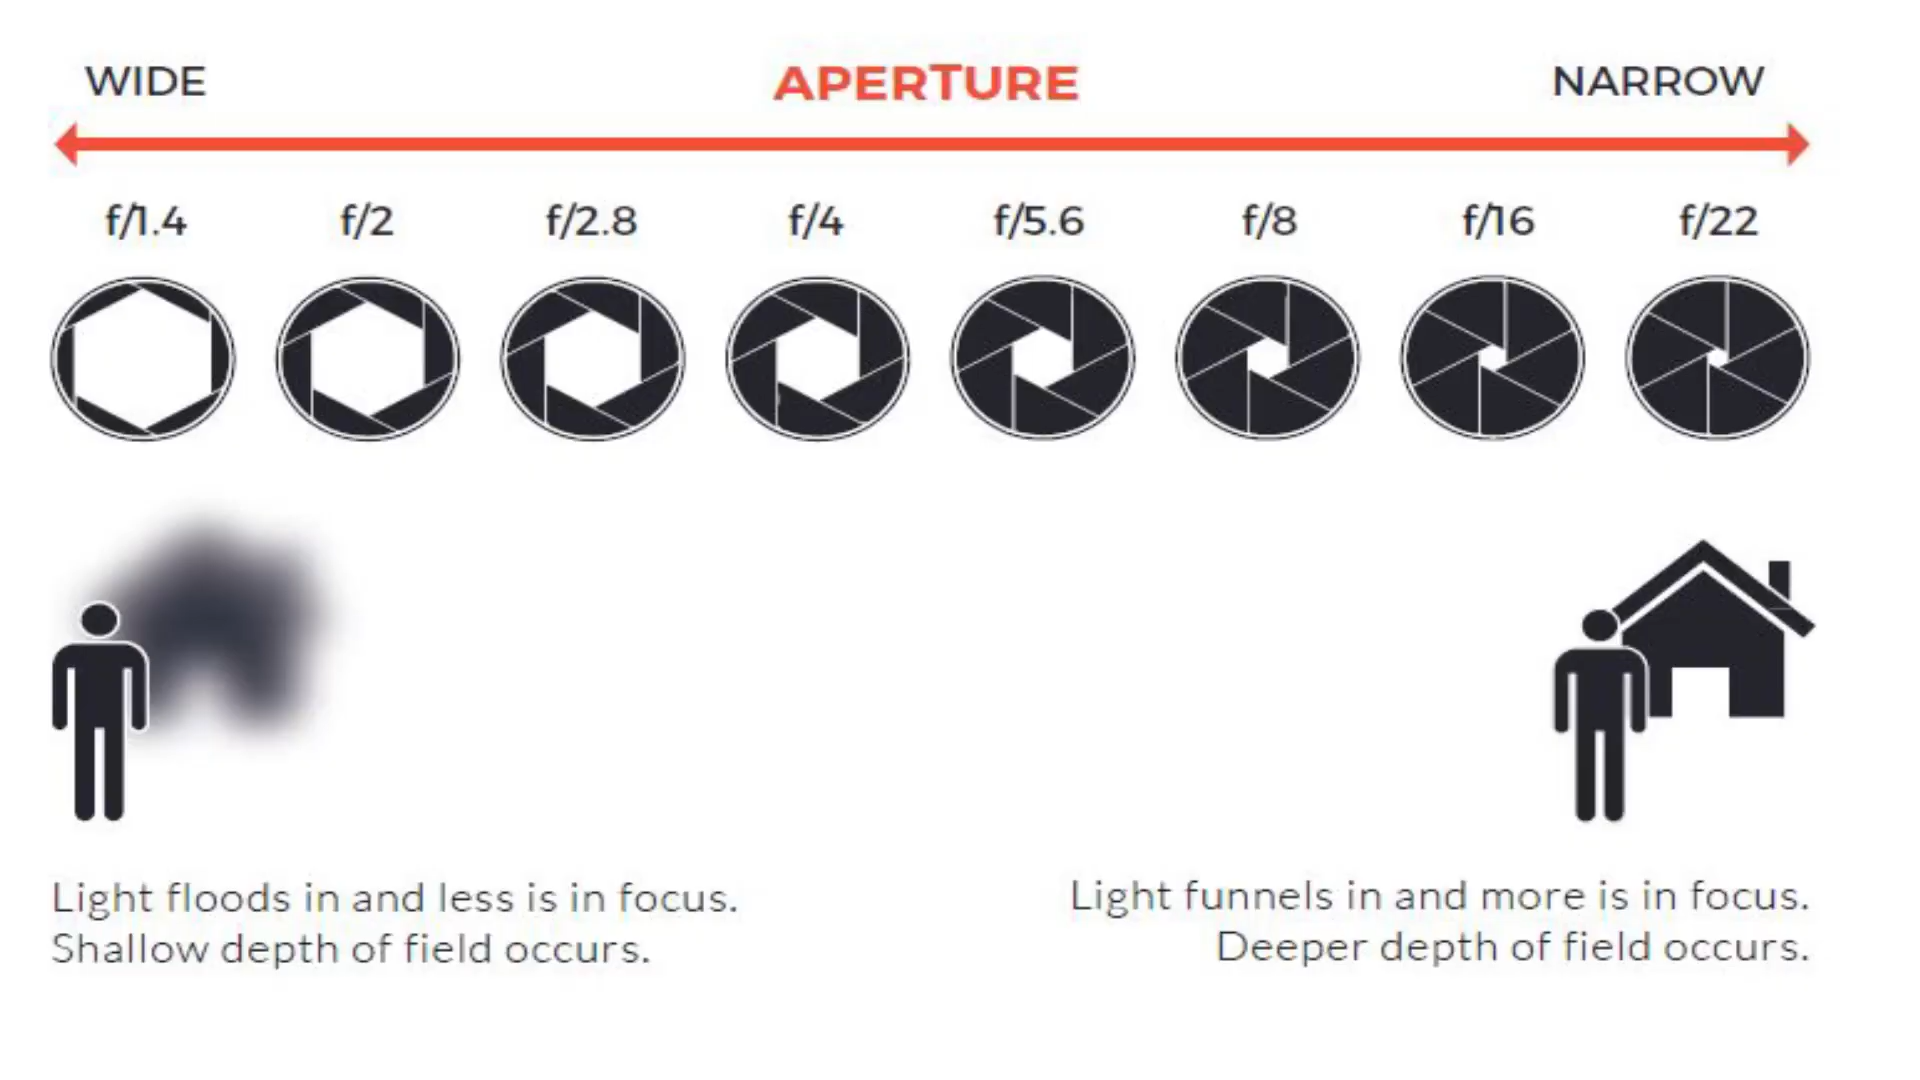 WIDE APERTURE NARROW
f/1.4 f/2 f/2.8 f/4 f/5.6 f/8 f/16 f/22
Light floods in and less is in focus.
Shallow depth of field occurs.
Light funnels in and more is in focus.
Deeper depth of field occurs.